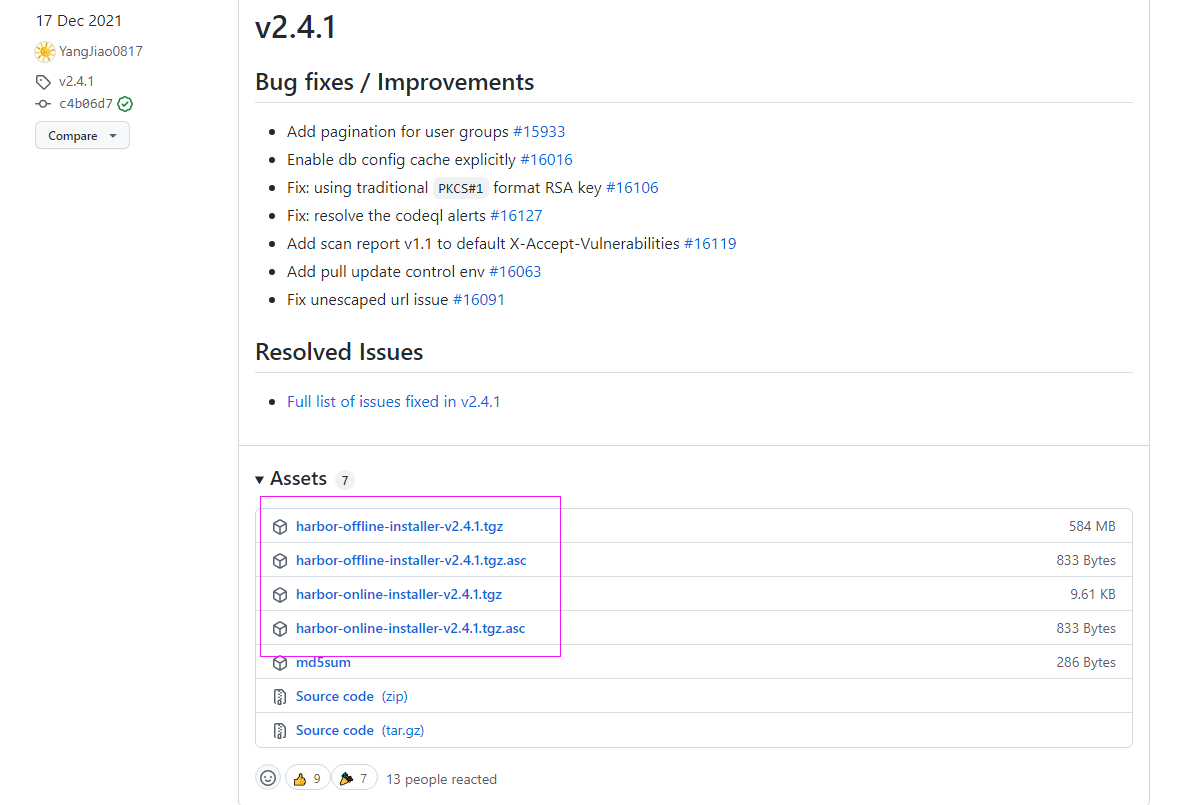 17 Dec 2021
YangJiao0817
v2.4.1
c4b06d7
Compare
v2.4.1
Bug fixes / Improvements
Add pagination for user groups #15933
Enable db config cache explicitly #16016
Fix: using traditional PKCS#1 format RSA key #16106
Fix: resolve the codeql alerts #16127
Add scan report v1.1 to default X-Accept-Vulnerabilities #16119
Add pull update control env #16063
Fix unescaped url issue #16091
Resolved Issues
Full list of issues fixed in v2.4.1
Assets 7
harbor-offline-installer-v2.4.1.tgz 584 MB
harbor-offline-installer-v2.4.1.tgz.asc 833 Bytes
harbor-online-installer-v2.4.1.tgz 9.61 KB
harbor-online-installer-v2.4.1.tgz.asc 833 Bytes
md5sum 286 Bytes
Source code (zip)
Source code (tar.gz)
9 7 13 people reacted